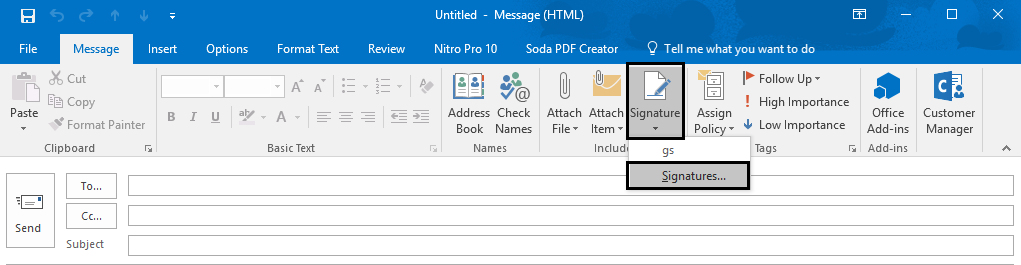 Untitled - Message (HTML)
File Message Insert Options Format Text Review Nitro Pro 10 Soda PDF Creator Tell me what you want to do
Paste
Cut
Copy
Format Painter
Clipboard
B I U ab A
Basic Text
Address Book
Check Names
Names
Attach File
Attach Item
Signature
Include
gs
Signatures...
Assign Policy
Follow Up
High Importance
Low Importance
Tags
Office Add-ins
Add-ins
Customer Manager
Send
To...
Cc...
Subject